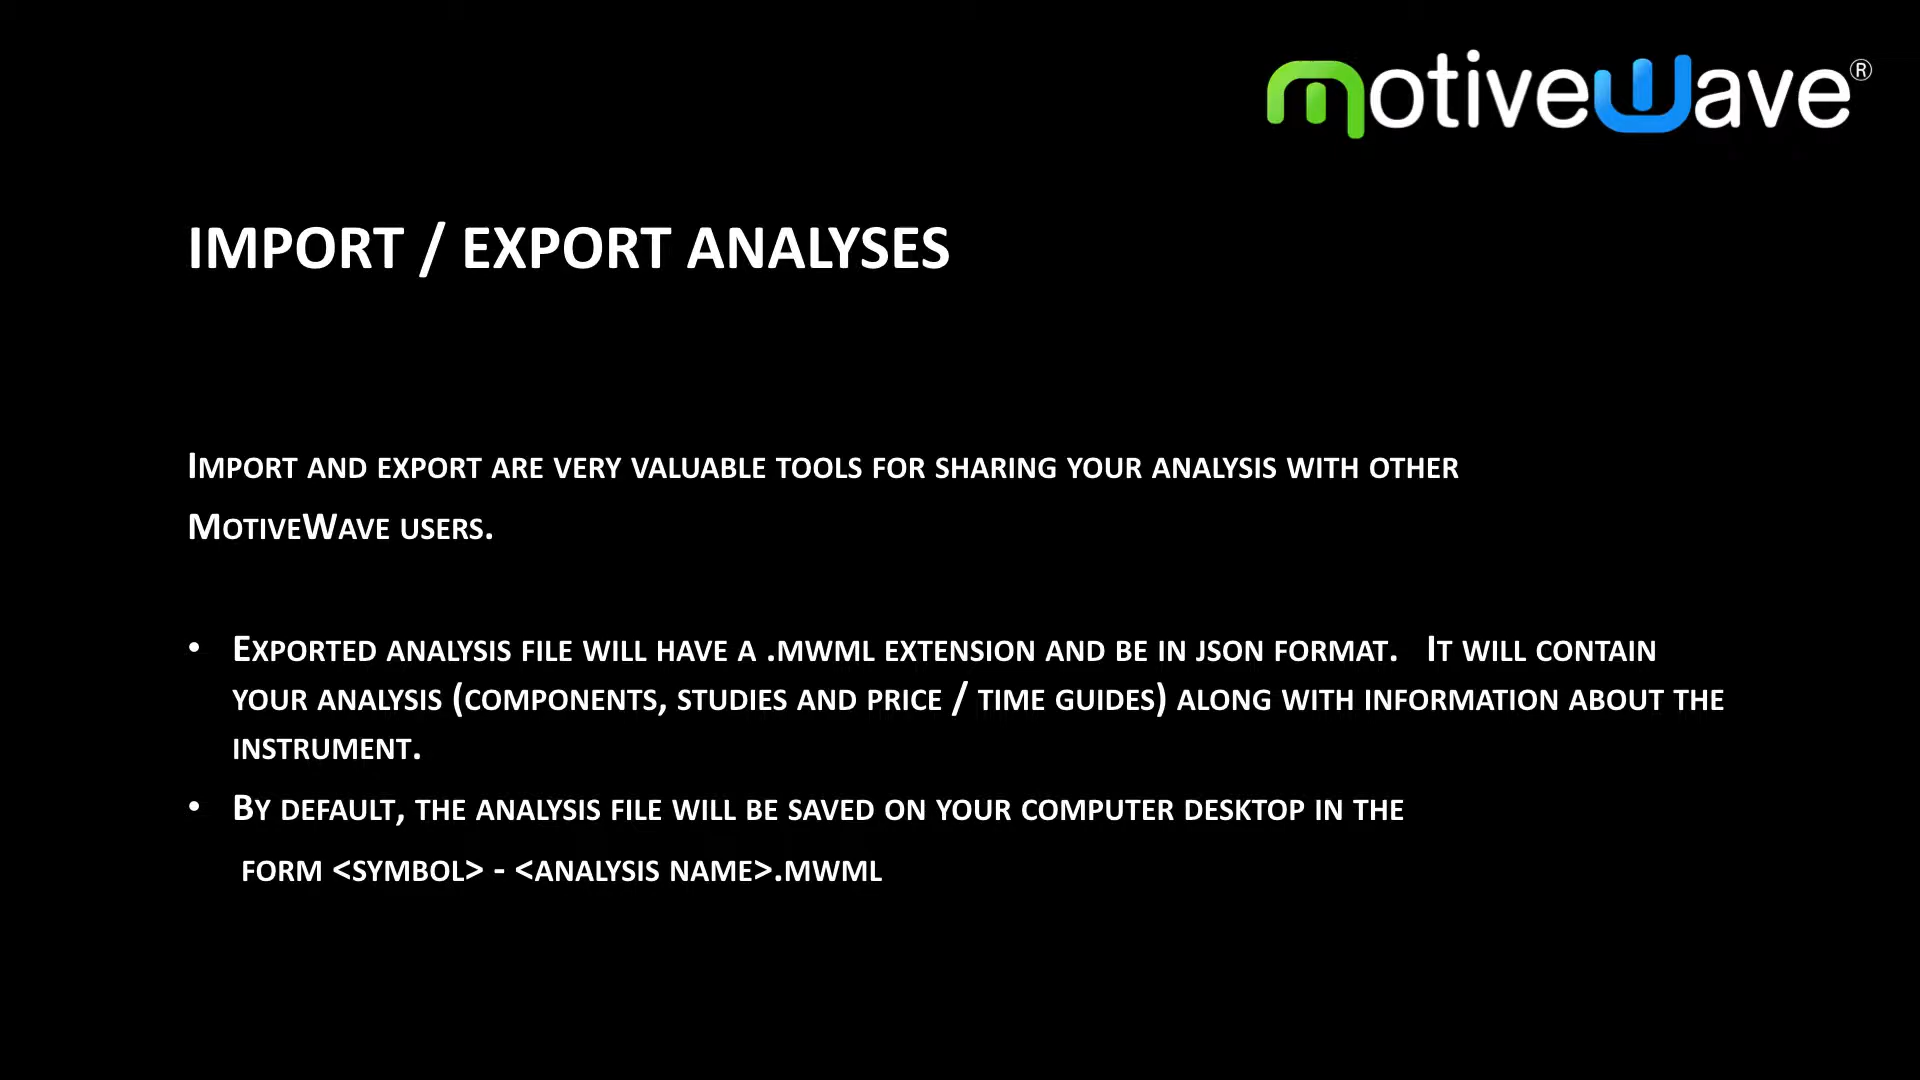 motivewave®
IMPORT / EXPORT ANALYSES
Import and export are very valuable tools for sharing your analysis with other
MotiveWave users.
• Exported analysis file will have a .mwml extension and be in json format. It will contain
your analysis (components, studies and price / time guides) along with information about the
instrument.
• By default, the analysis file will be saved on your computer desktop in the
form <symbol> - <analysis name>.mwml